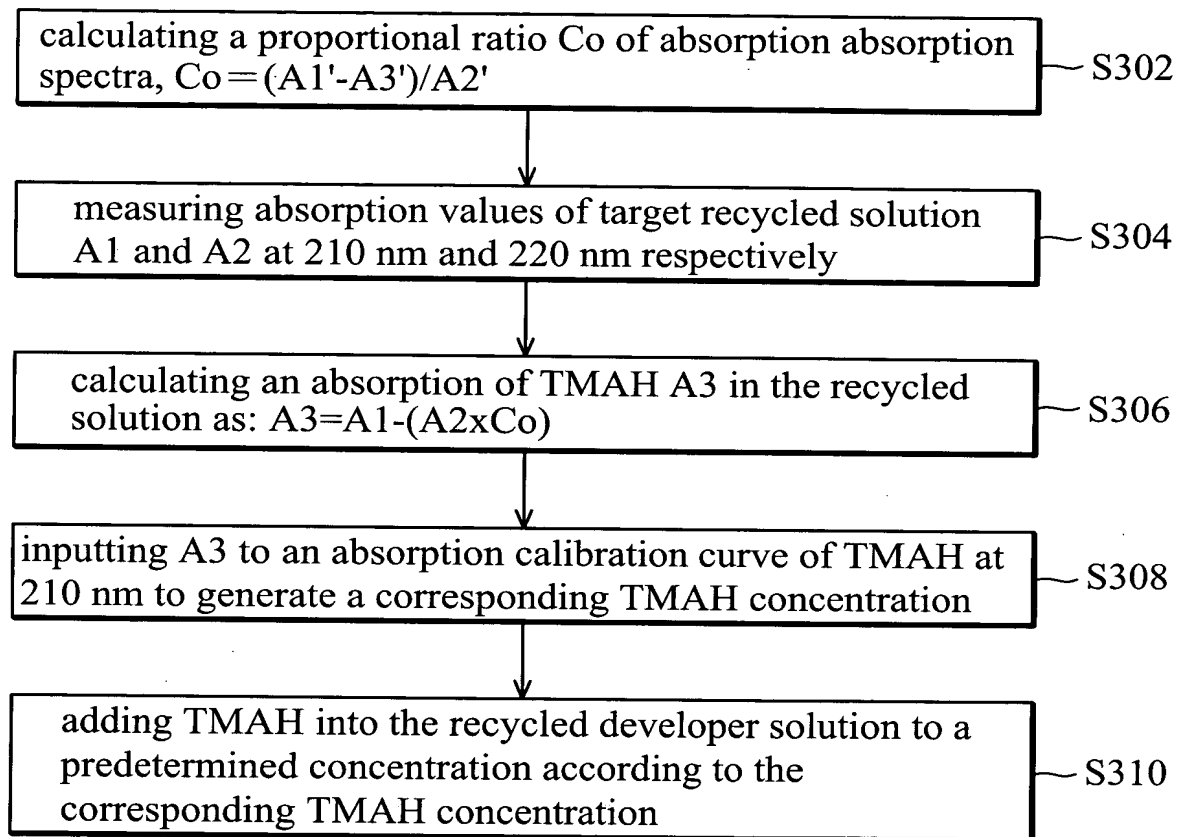 calculating a proportional ratio Co of absorption absorption
spectra, Co=(A1'-A3')/A2'
S302
measuring absorption values of target recycled solution
A1 and A2 at 210 nm and 220 nm respectively
S304
calculating an absorption of TMAH A3 in the recycled
solution as: A3=A1-(A2xCo)
S306
inputting A3 to an absorption calibration curve of TMAH at
210 nm to generate a corresponding TMAH concentration
S308
adding TMAH into the recycled developer solution to a
predetermined concentration according to the
corresponding TMAH concentration
S310